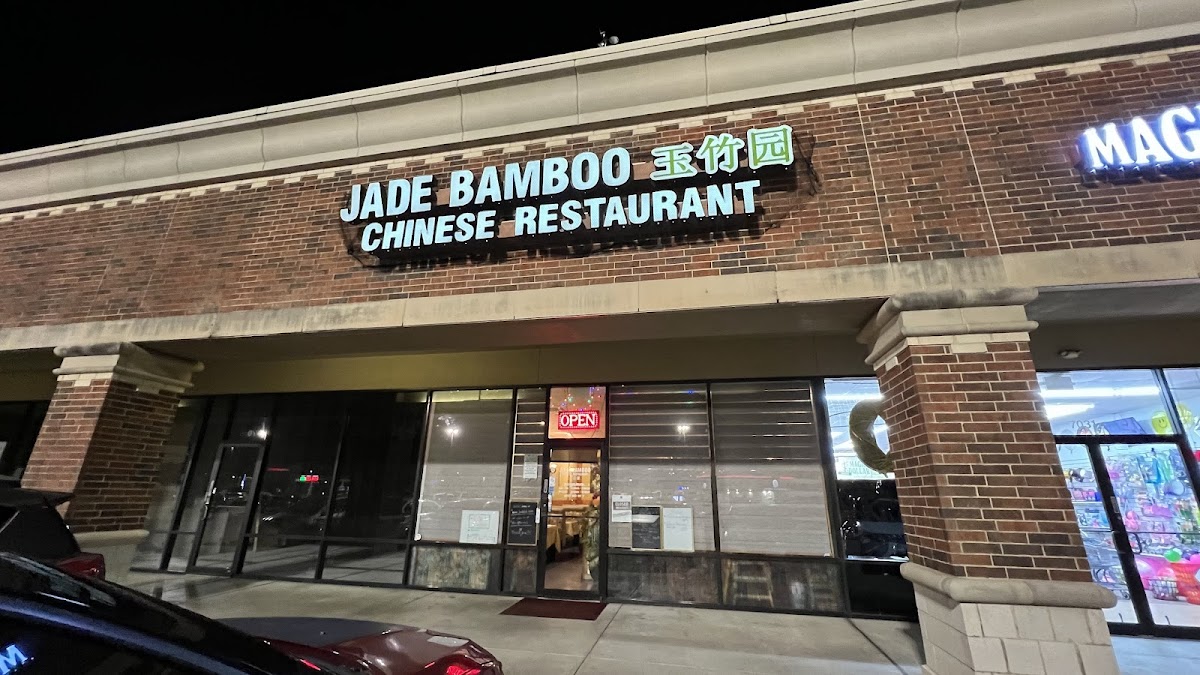 JADE BAMBOO 玉竹园
CHINESE RESTAURANT
MAG
OPEN